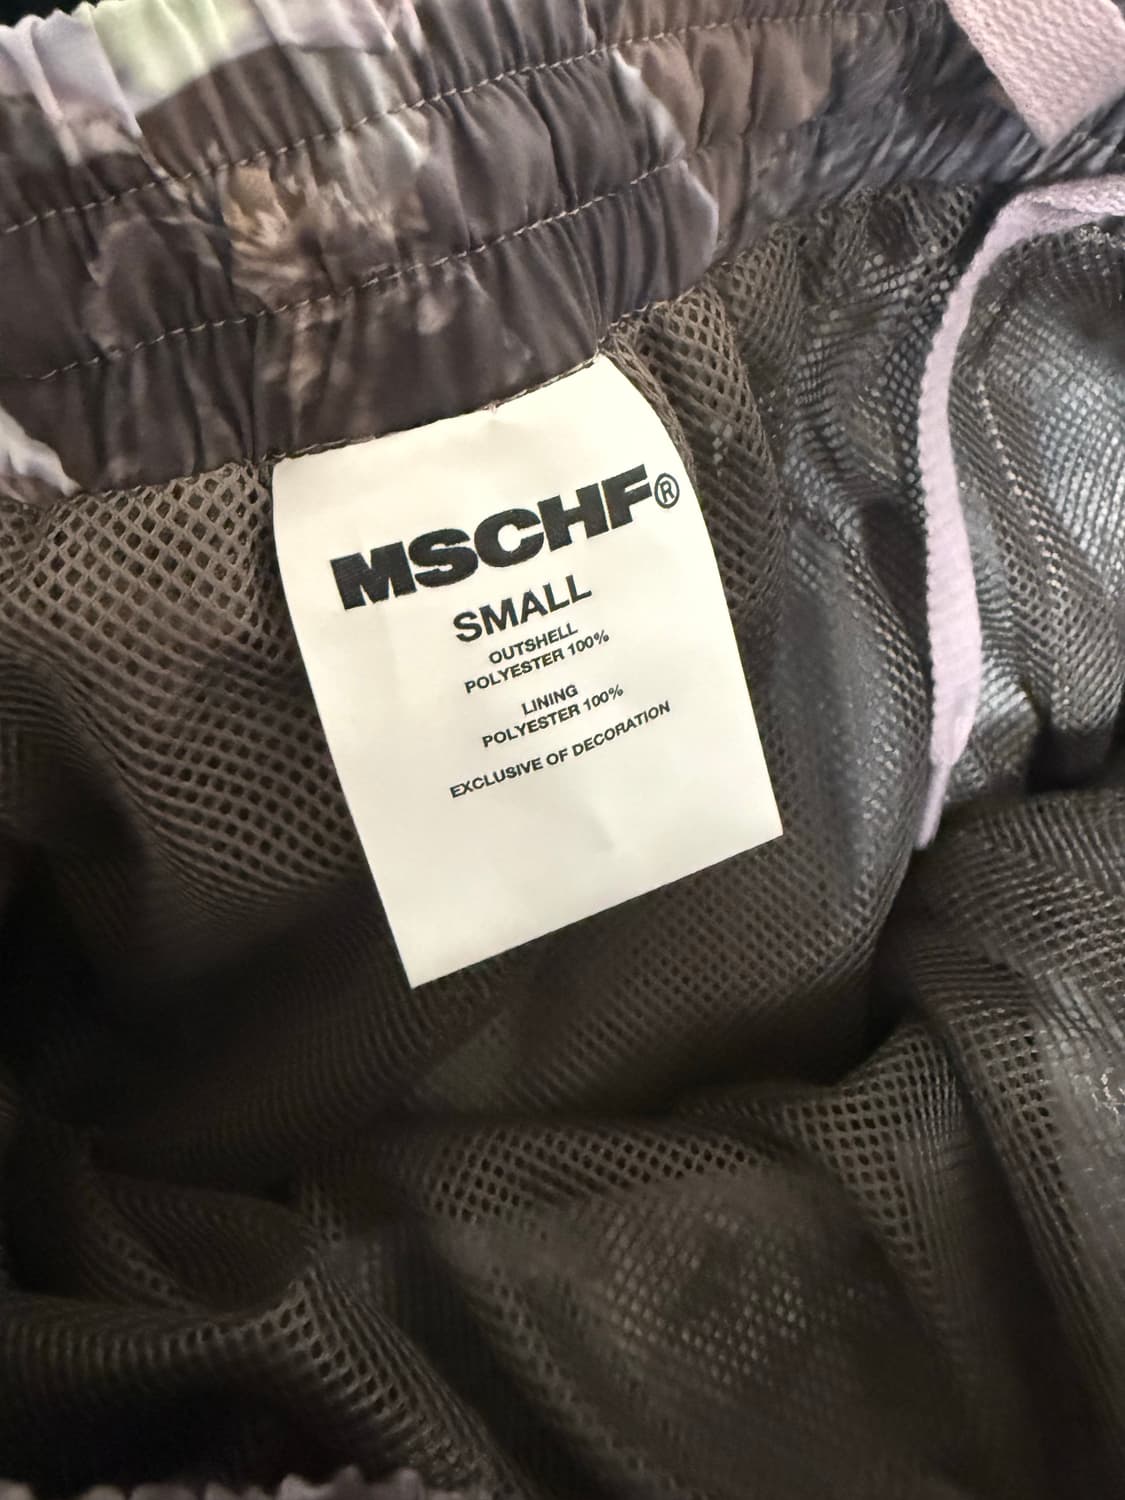 MSCHF®
SMALL
OUTSHELL
POLYESTER 100%
LINING
POLYESTER 100%
EXCLUSIVE OF DECORATION